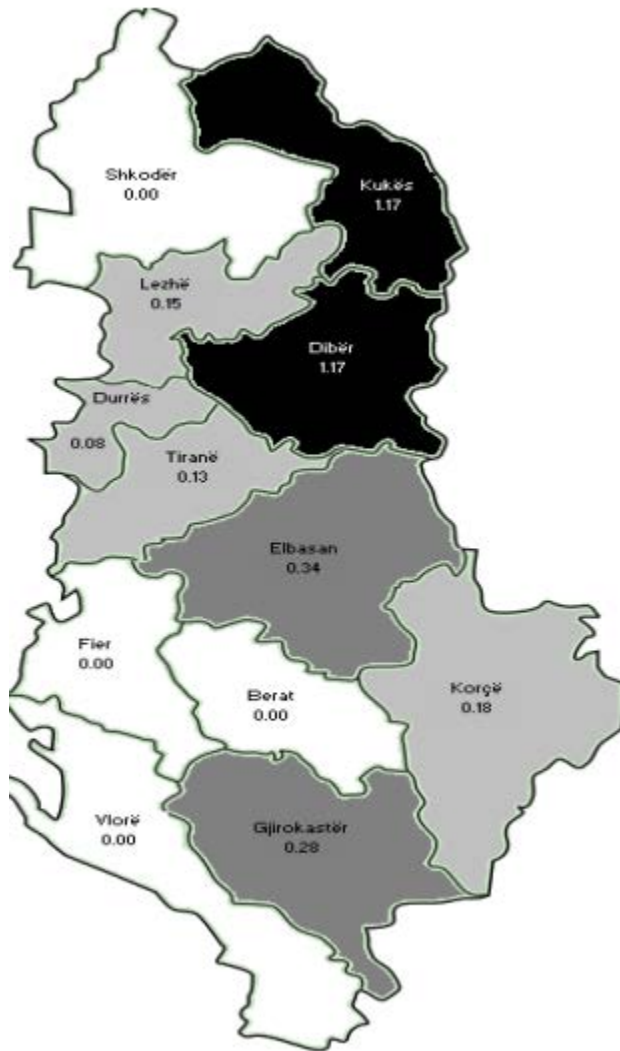 Shkodër
0.00
Kukës
1.17
Lezhë
0.15
Dibër
1.17
Durrës
0.08
Tiranë
0.13
Elbasan
0.34
Fier
0.00
Berat
0.00
Korçë
0.18
Vlorë
0.00
Gjirokastër
0.28